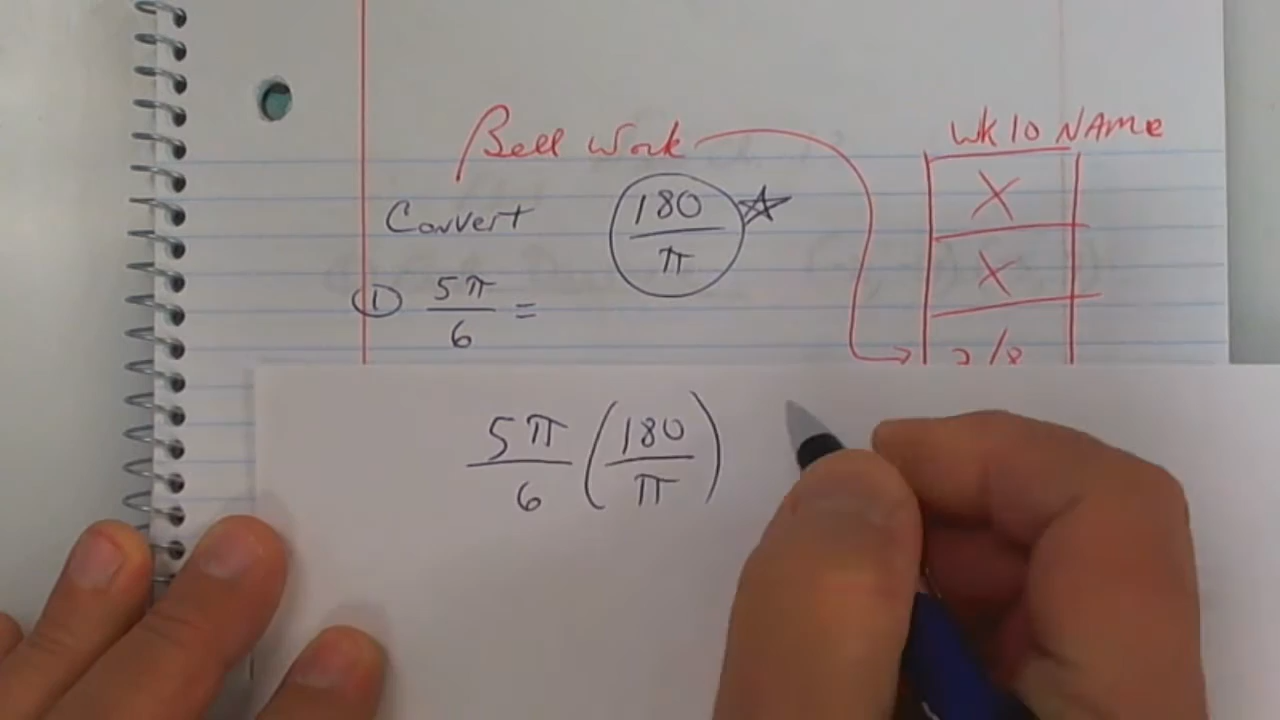 Bell Work
WK 10 NAME
Convert
180/π
X
① 5π/6 =
X
5π/6 (180/π)